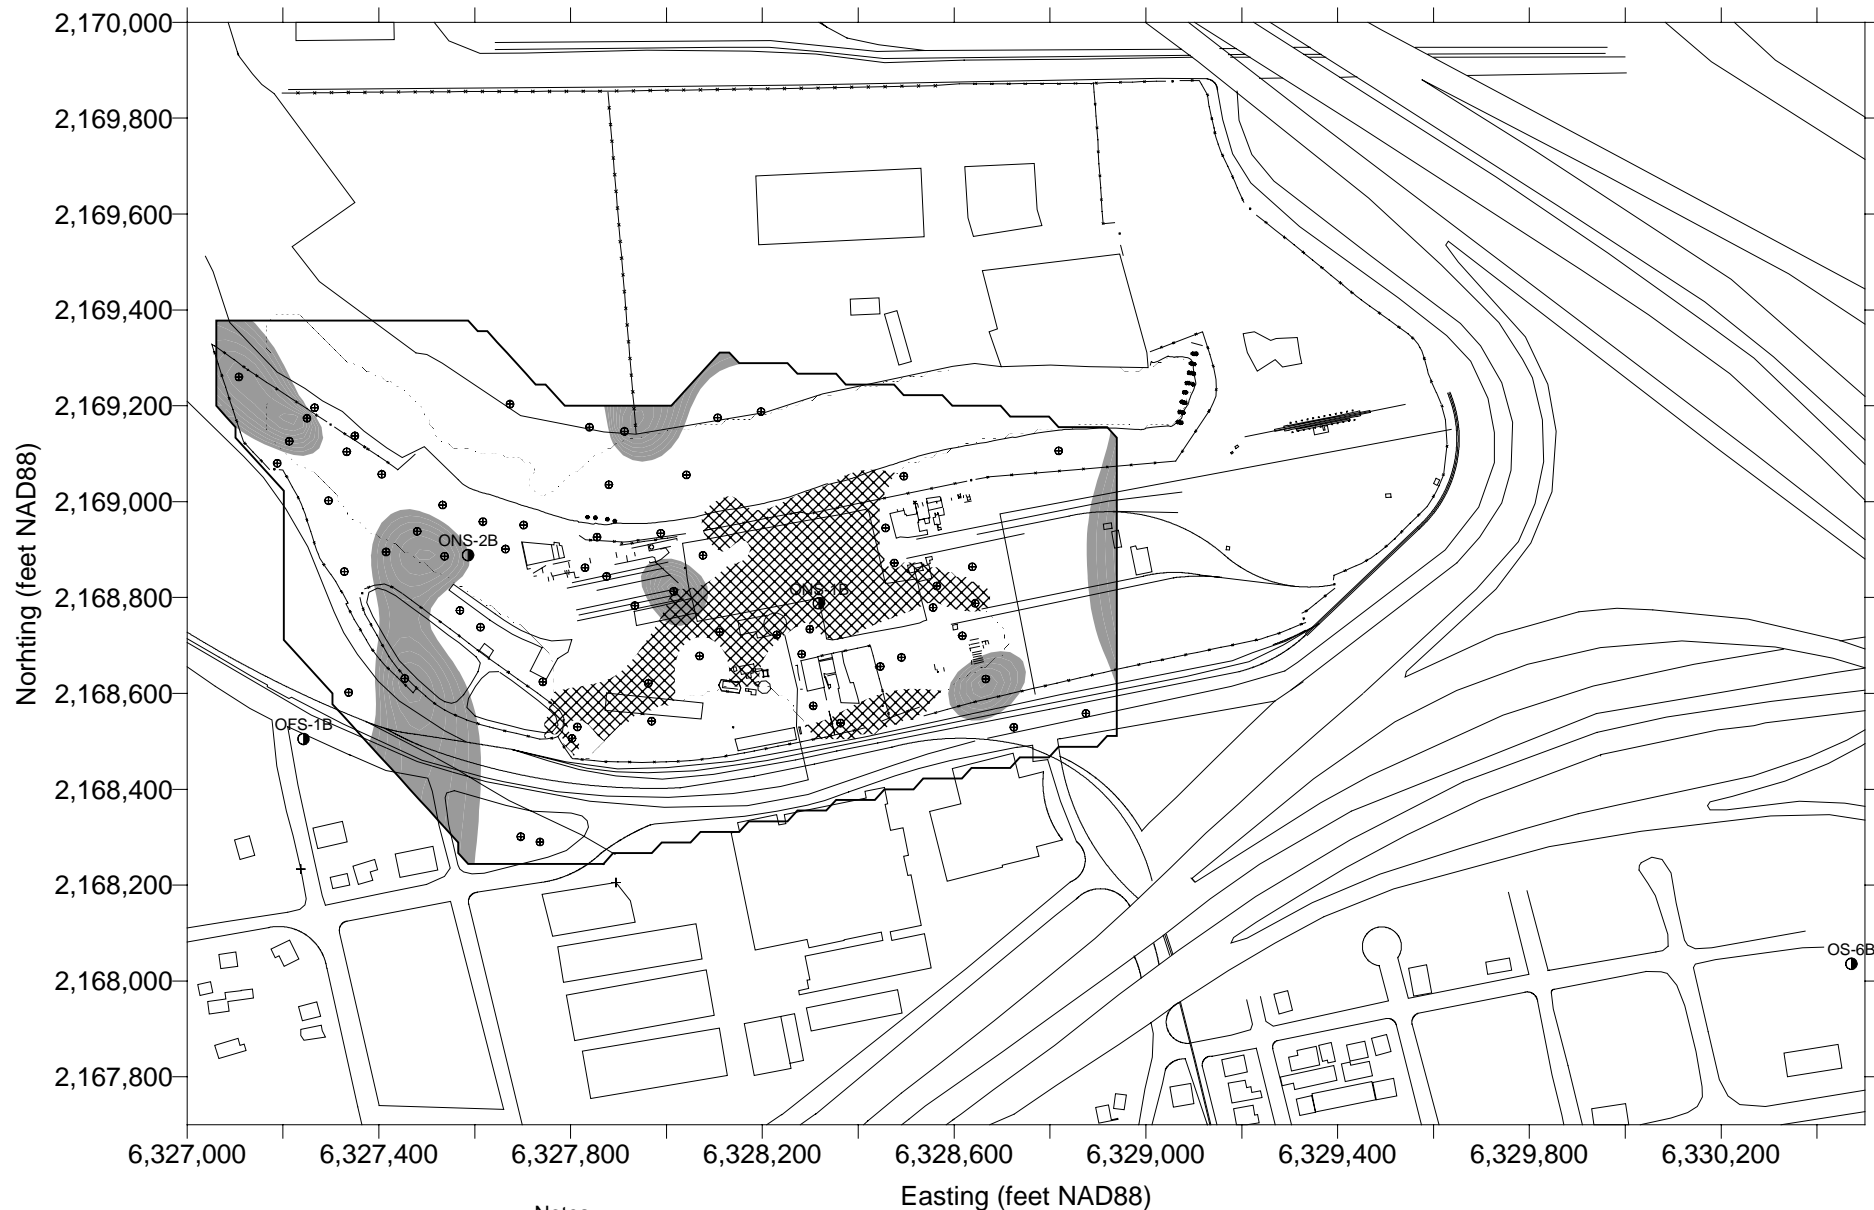 2,170,000
2,169,800
2,169,600
2,169,400
2,169,200
2,169,000
2,168,800
2,168,600
2,168,400
2,168,200
2,168,000
2,167,800
Norhting (feet NAD88)
ONS-2B
ONS-1B
OFS-1B
OS-6B
6,327,000 6,327,400 6,327,800 6,328,200 6,328,600 6,329,000 6,329,400 6,329,800 6,330,200
Easting (feet NAD88)
Notes